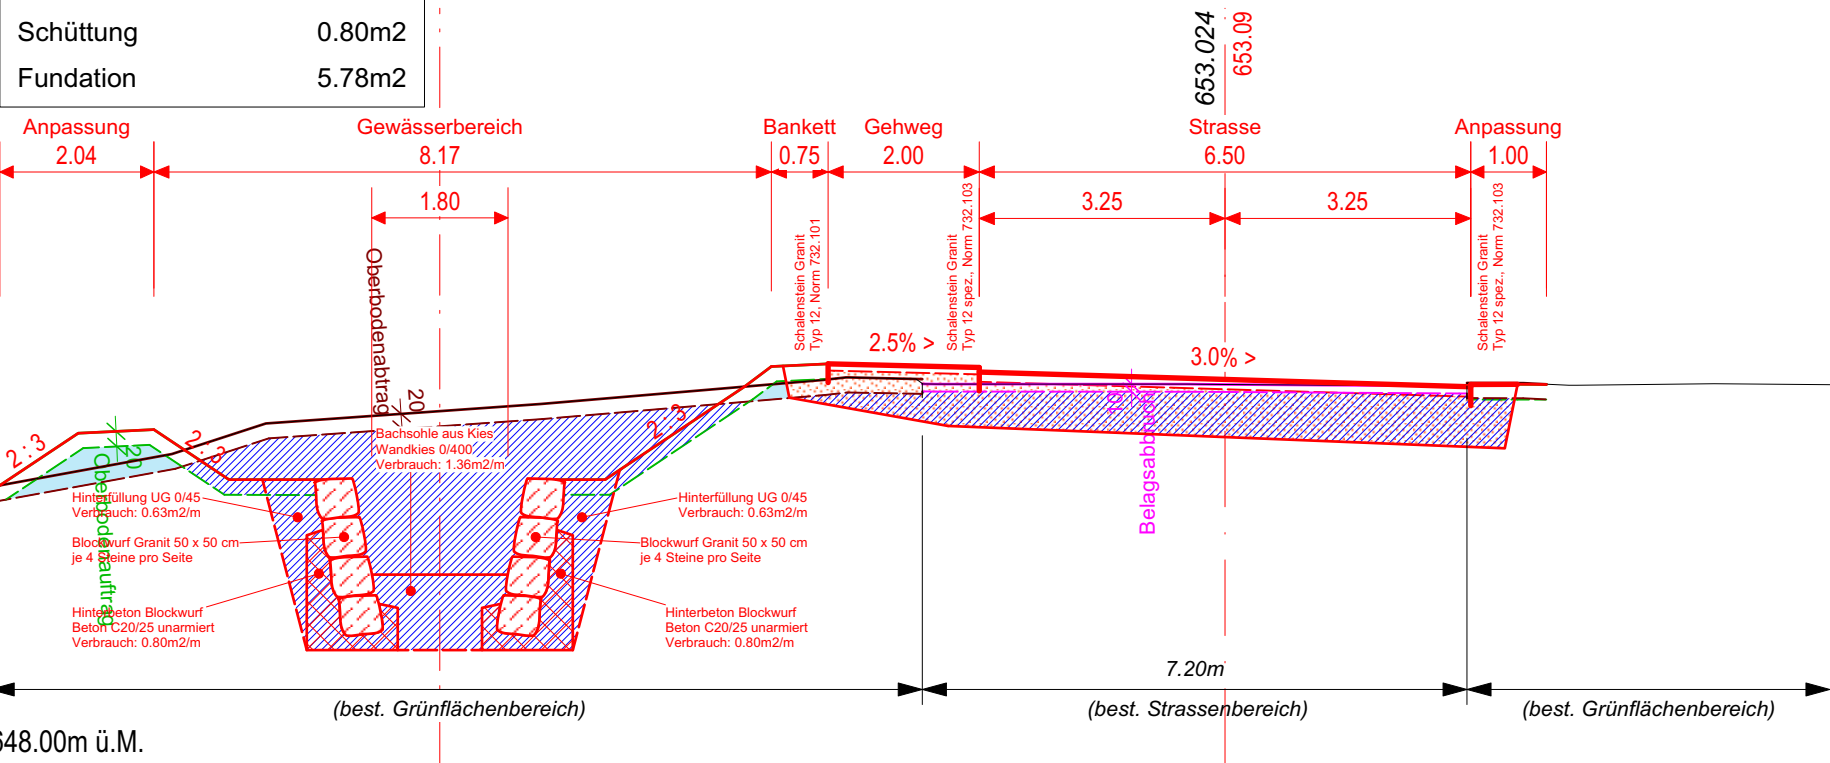 Schüttung 0.80m2
Fundation 5.78m2
653.024
653.09
Anpassung
Gewässerbereich
Bankett
Gehweg
Strasse
Anpassung
2.04
8.17
0.75
2.00
6.50
1.00
1.80
3.25
3.25
Schalenstein Granit
Typ 12, Norm 732.101
Schalenstein Granit
Typ 12 spez., Norm 732.103
Schalenstein Granit
Typ 12 spez., Norm 732.103
Oberbodenabtrag
20
2.5% >
3.0% >
2 : 3
2 : 3
2 : 3
20
Oberbodenauftrag
10
Belagsabbruch
Bachsohle aus Kies
Wandkies 0/400
Verbrauch: 1.36m2/m
Hinterfüllung UG 0/45
Verbrauch: 0.63m2/m
Blockwurf Granit 50 x 50 cm
je 4 Steine pro Seite
Hinterbeton Blockwurf
Beton C20/25 unarmiert
Verbrauch: 0.80m2/m
Hinterfüllung UG 0/45
Verbrauch: 0.63m2/m
Blockwurf Granit 50 x 50 cm
je 4 Steine pro Seite
Hinterbeton Blockwurf
Beton C20/25 unarmiert
Verbrauch: 0.80m2/m
7.20m
(best. Grünflächenbereich)
(best. Strassenbereich)
(best. Grünflächenbereich)
648.00m ü.M.